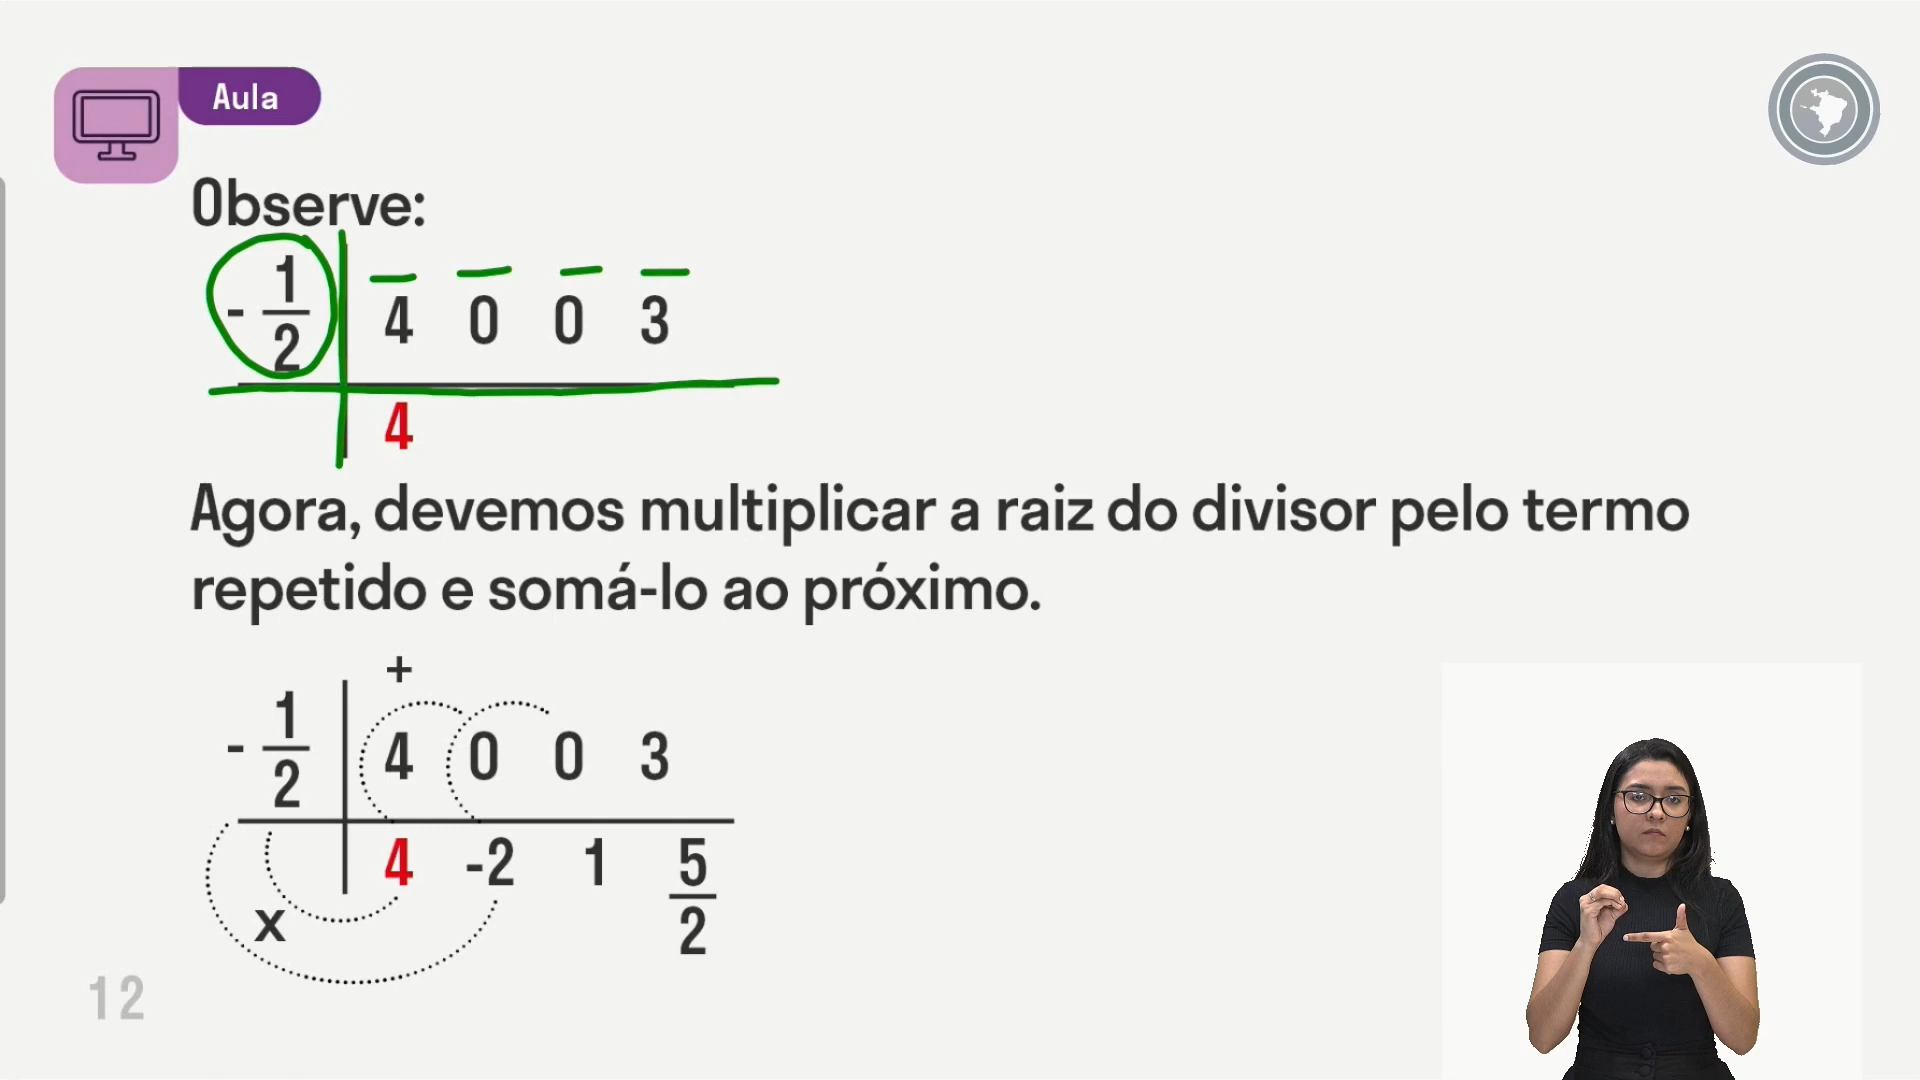 Aula
Observe:
- 1/2 | 4 0 0 3
4
Agora, devemos multiplicar a raiz do divisor pelo termo
repetido e somá-lo ao próximo.
+
- 1/2 | 4 0 0 3
4 -2 1 5/2
x
12